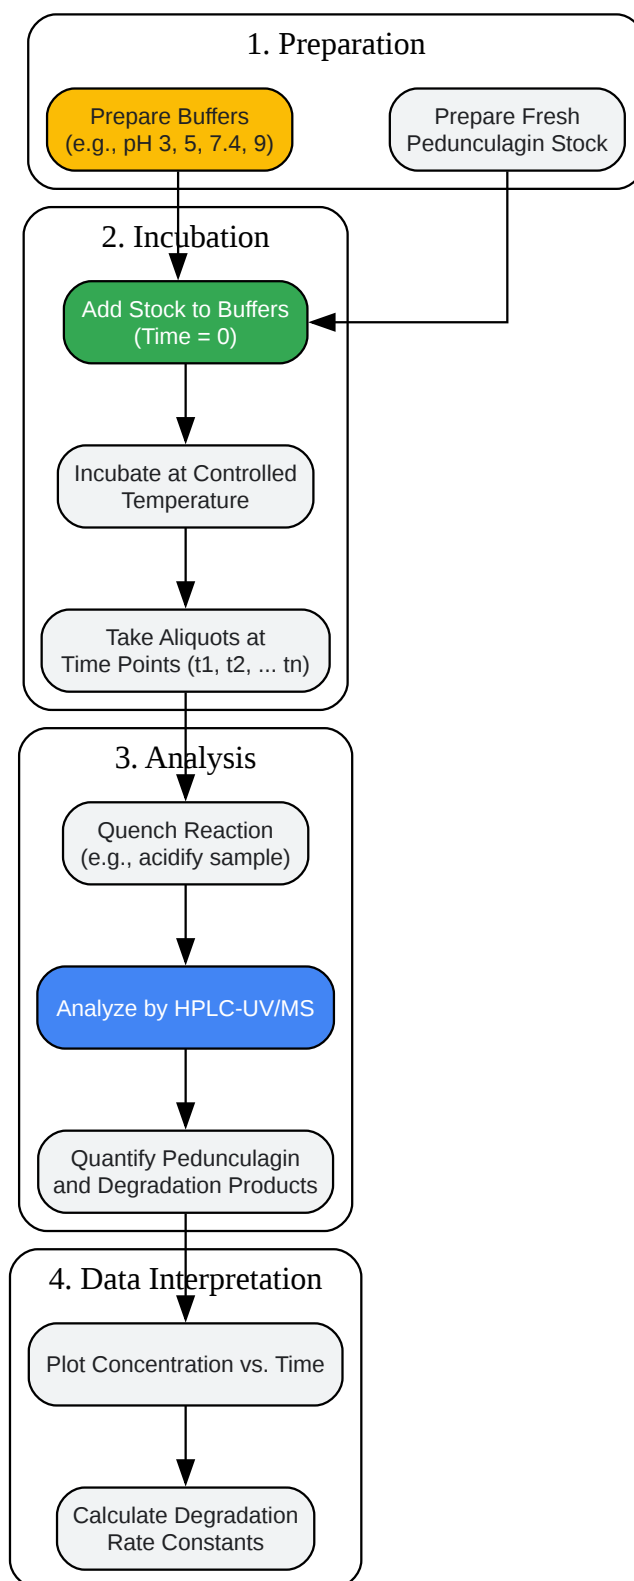 1. Preparation
Prepare Buffers
(e.g., pH 3, 5, 7.4, 9)
Prepare Fresh
Pedunculagin Stock
2. Incubation
Add Stock to Buffers
(Time = 0)
Incubate at Controlled
Temperature
Take Aliquots at
Time Points (t1, t2, ... tn)
3. Analysis
Quench Reaction
(e.g., acidify sample)
Analyze by HPLC-UV/MS
Quantify Pedunculagin
and Degradation Products
4. Data Interpretation
Plot Concentration vs. Time
Calculate Degradation
Rate Constants